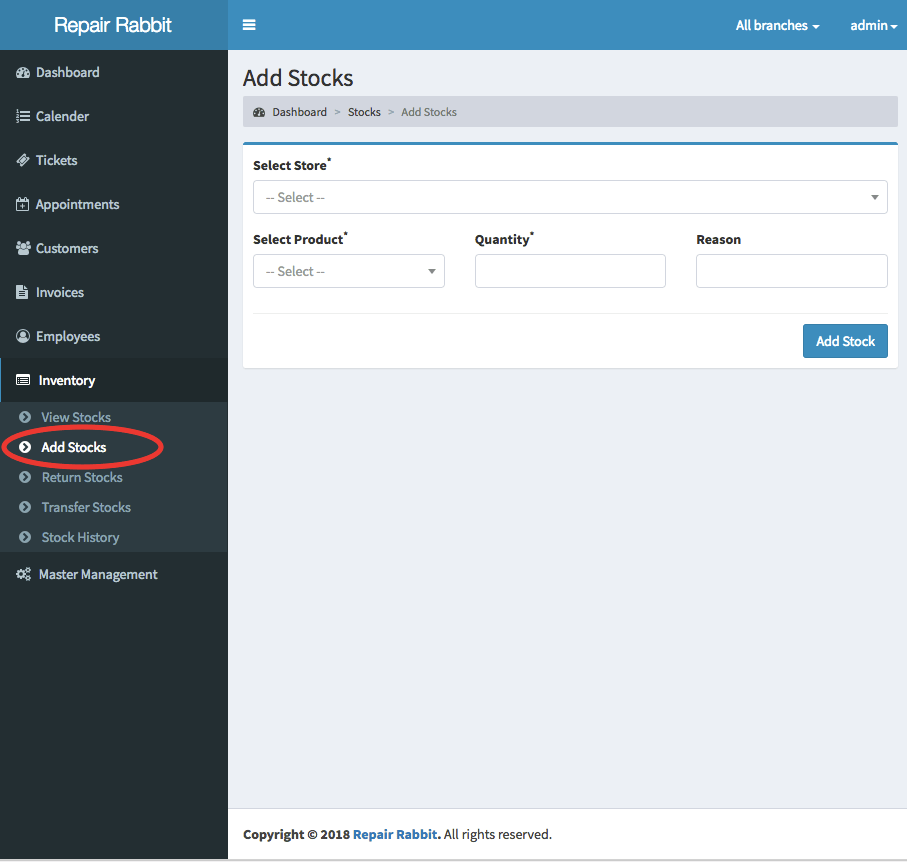 Repair Rabbit
All branches
admin
Dashboard
Calender
Tickets
Appointments
Customers
Invoices
Employees
Inventory
View Stocks
Add Stocks
Return Stocks
Transfer Stocks
Stock History
Master Management
Add Stocks
Dashboard > Stocks > Add Stocks
Select Store*
-- Select --
Select Product* Quantity* Reason
-- Select --
Add Stock
Copyright © 2018 Repair Rabbit. All rights reserved.